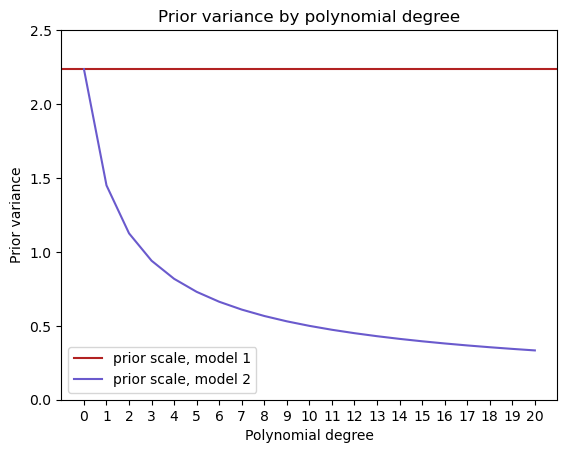 Prior variance by polynomial degree
2.5
2.0
1.5
1.0
0.5
0.0
Prior variance
prior scale, model 1
prior scale, model 2
0 1 2 3 4 5 6 7 8 9 10 11 12 13 14 15 16 17 18 19 20
Polynomial degree